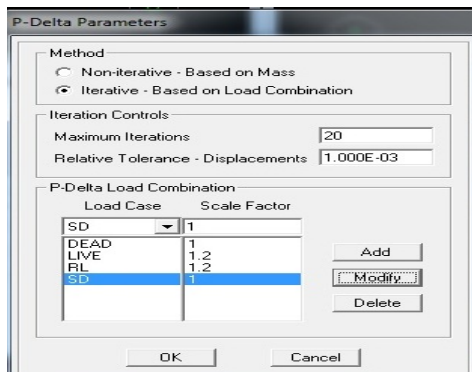 P-Delta Parameters
Method
Non-iterative - Based on Mass
Iterative - Based on Load Combination
Iteration Controls
Maximum Iterations 20
Relative Tolerance - Displacements 1.000E-03
P-Delta Load Combination
Load Case Scale Factor
SD 1
DEAD 1
LIVE 1.2
RL 1.2
SD 1
Add
Modify
Delete
OK Cancel